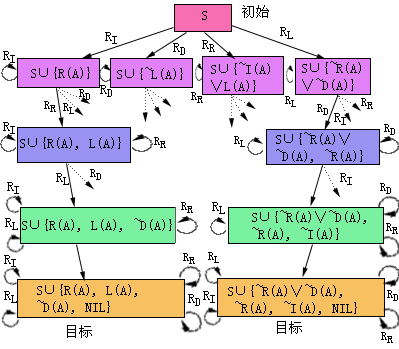 S
初始
R_I
R_D
R_R
R_L
R_I
S∪{R(A)}
R_D
S∪{~L(A)}
R_R
S∪{~I(A)
∨L(A)}
R_L
S∪{~R(A)
∨~D(A)}
R_R
R_L
R_D
R_D
R_I
R_R
R_I
S∪{R(A), L(A)}
R_R
R_L
S∪{~R(A)∨
~D(A), ~R(A)}
R_R
R_L
R_D
R_I
R_I
R_L
S∪{R(A), L(A), ~D(A)}
R_R
R_L
S∪{~R(A)∨~D(A),
~R(A), ~I(A)}
R_D
R_R
R_I
R_L
S∪{R(A), L(A),
~D(A), NIL}
R_R
R_D
R_L
R_I
S∪{~R(A)∨~D(A),
~R(A), ~I(A), NIL}
R_D
R_R
目标
目标